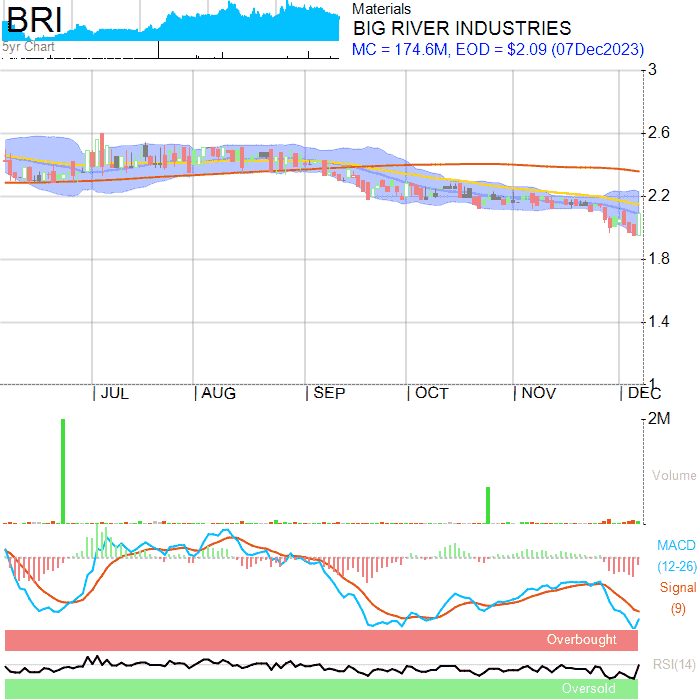 BRI
Materials
BIG RIVER INDUSTRIES
5yr Chart
MC = 174.6M, EOD = $2.09 (07Dec2023)
3
2.6
2.2
1.8
1.4
1
JUL AUG SEP OCT NOV DEC
2M
Volume
MACD
(12-26)
Signal
(9)
Overbought
RSI(14)
Oversold